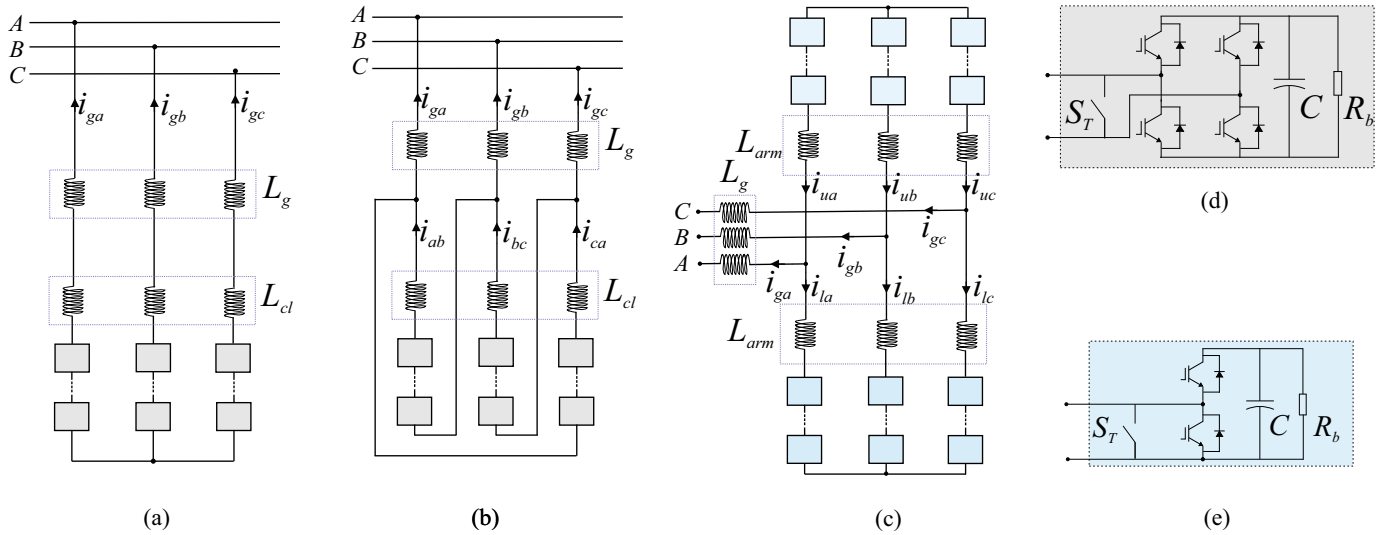 A
B
C
i_ga
i_gb
i_gc
L_g
L_cl
(a)
A
B
C
i_ga
i_gb
i_gc
L_g
i_ab
i_bc
i_ca
L_cl
(b)
L_arm
L_g
i_ua
i_ub
i_uc
C
B
A
i_gc
i_gb
i_ga
i_la
i_lb
i_lc
L_arm
(c)
S_T
C
R_b
(d)
S_T
C
R_b
(e)